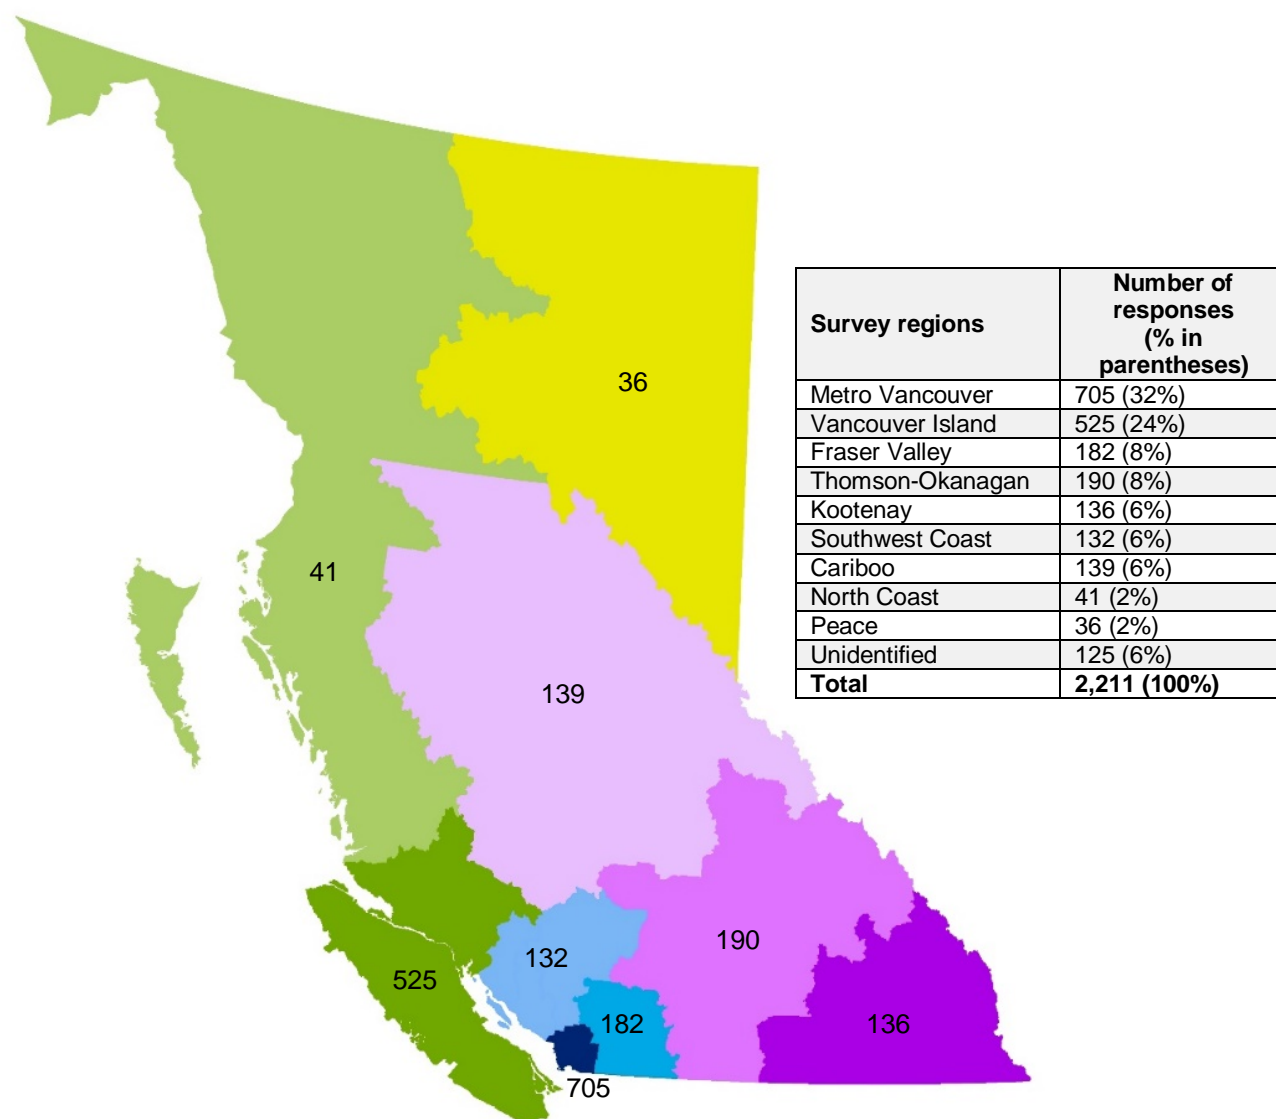 36
41
139
190
132
525
182
136
705
Survey regions
Number of
responses
(% in
parentheses)
Metro Vancouver 705 (32%)
Vancouver Island 525 (24%)
Fraser Valley 182 (8%)
Thomson-Okanagan 190 (8%)
Kootenay 136 (6%)
Southwest Coast 132 (6%)
Cariboo 139 (6%)
North Coast 41 (2%)
Peace 36 (2%)
Unidentified 125 (6%)
Total 2,211 (100%)